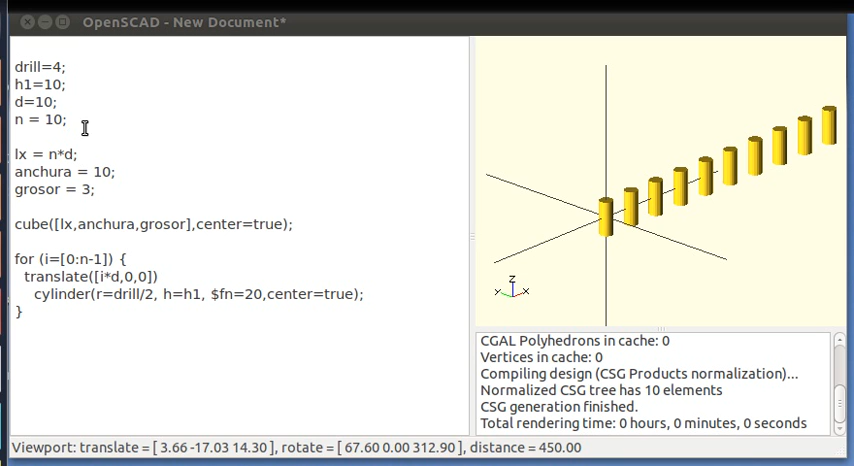 OpenSCAD - New Document*
drill=4;
h1=10;
d=10;
n = 10;
lx = n*d;
anchura = 10;
grosor = 3;
cube([lx,anchura,grosor],center=true);
for (i=[0:n-1]) {
translate([i*d,0,0])
cylinder(r=drill/2, h=h1, $fn=20,center=true);
}
Z
Y
X
CGAL Polyhedrons in cache: 0
Vertices in cache: 0
Compiling design (CSG Products normalization)...
Normalized CSG tree has 10 elements
CSG generation finished.
Total rendering time: 0 hours, 0 minutes, 0 seconds
Viewport: translate = [ 3.66 -17.03 14.30 ], rotate = [ 67.60 0.00 312.90 ], distance = 450.00